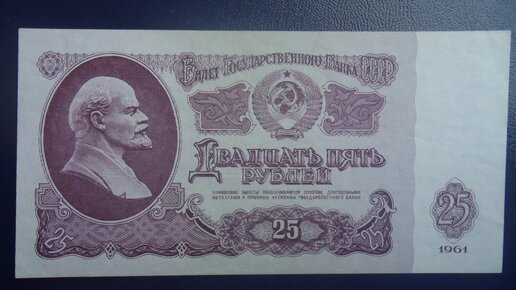 Билет Государственного Банка СССР
Двадцать пять
рублей
Банковские билеты обеспечиваются золотом, драгоценными
металлами и прочими активами Государственного Банка
25
25
1961